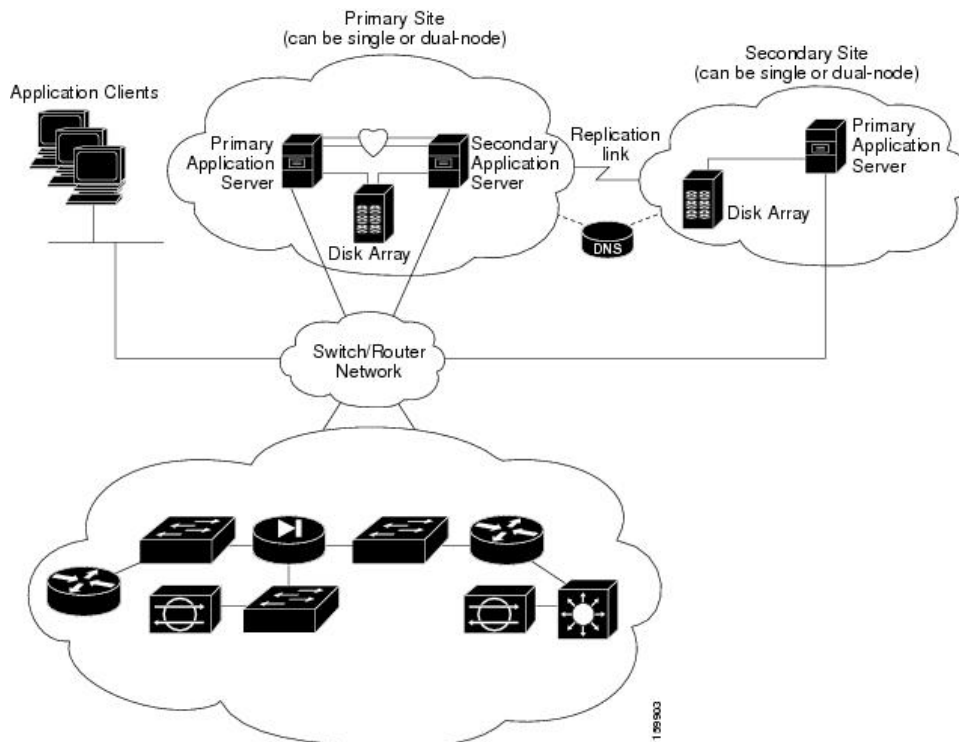 Primary Site
(can be single or dual-node)
Secondary Site
(can be single or dual-node)
Application Clients
Primary
Application
Server
Secondary
Application
Server
Replication
link
Primary
Application
Server
Disk Array
Disk Array
DNS
Switch/Router
Network
159903